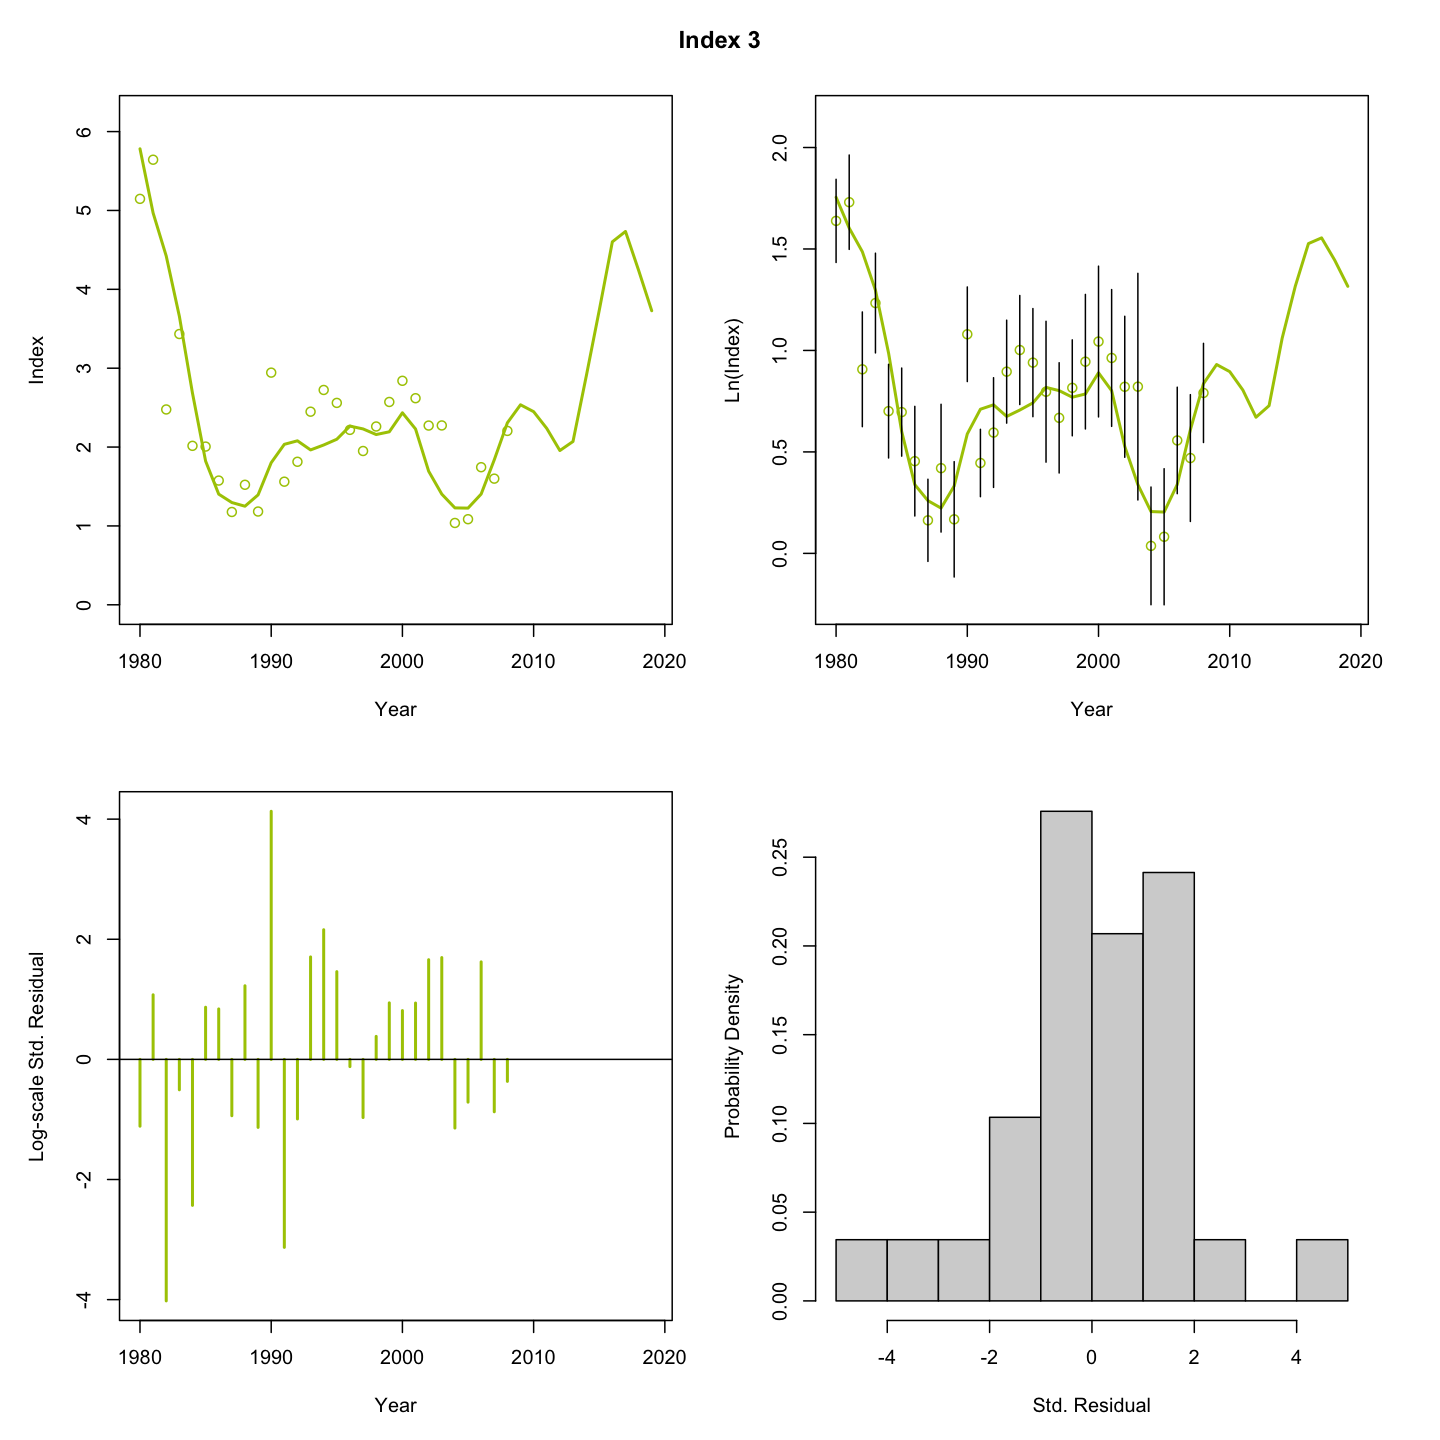 Index 3
6
5
4
3
2
1
0
Index
1980 1990 2000 2010 2020
Year
2.0
1.5
1.0
0.5
0.0
Ln(Index)
1980 1990 2000 2010 2020
Year
4
2
0
-2
-4
Log-scale Std. Residual
1980 1990 2000 2010 2020
Year
0.25
0.20
0.15
0.10
0.05
0.00
Probability Density
-4 -2 0 2 4
Std. Residual